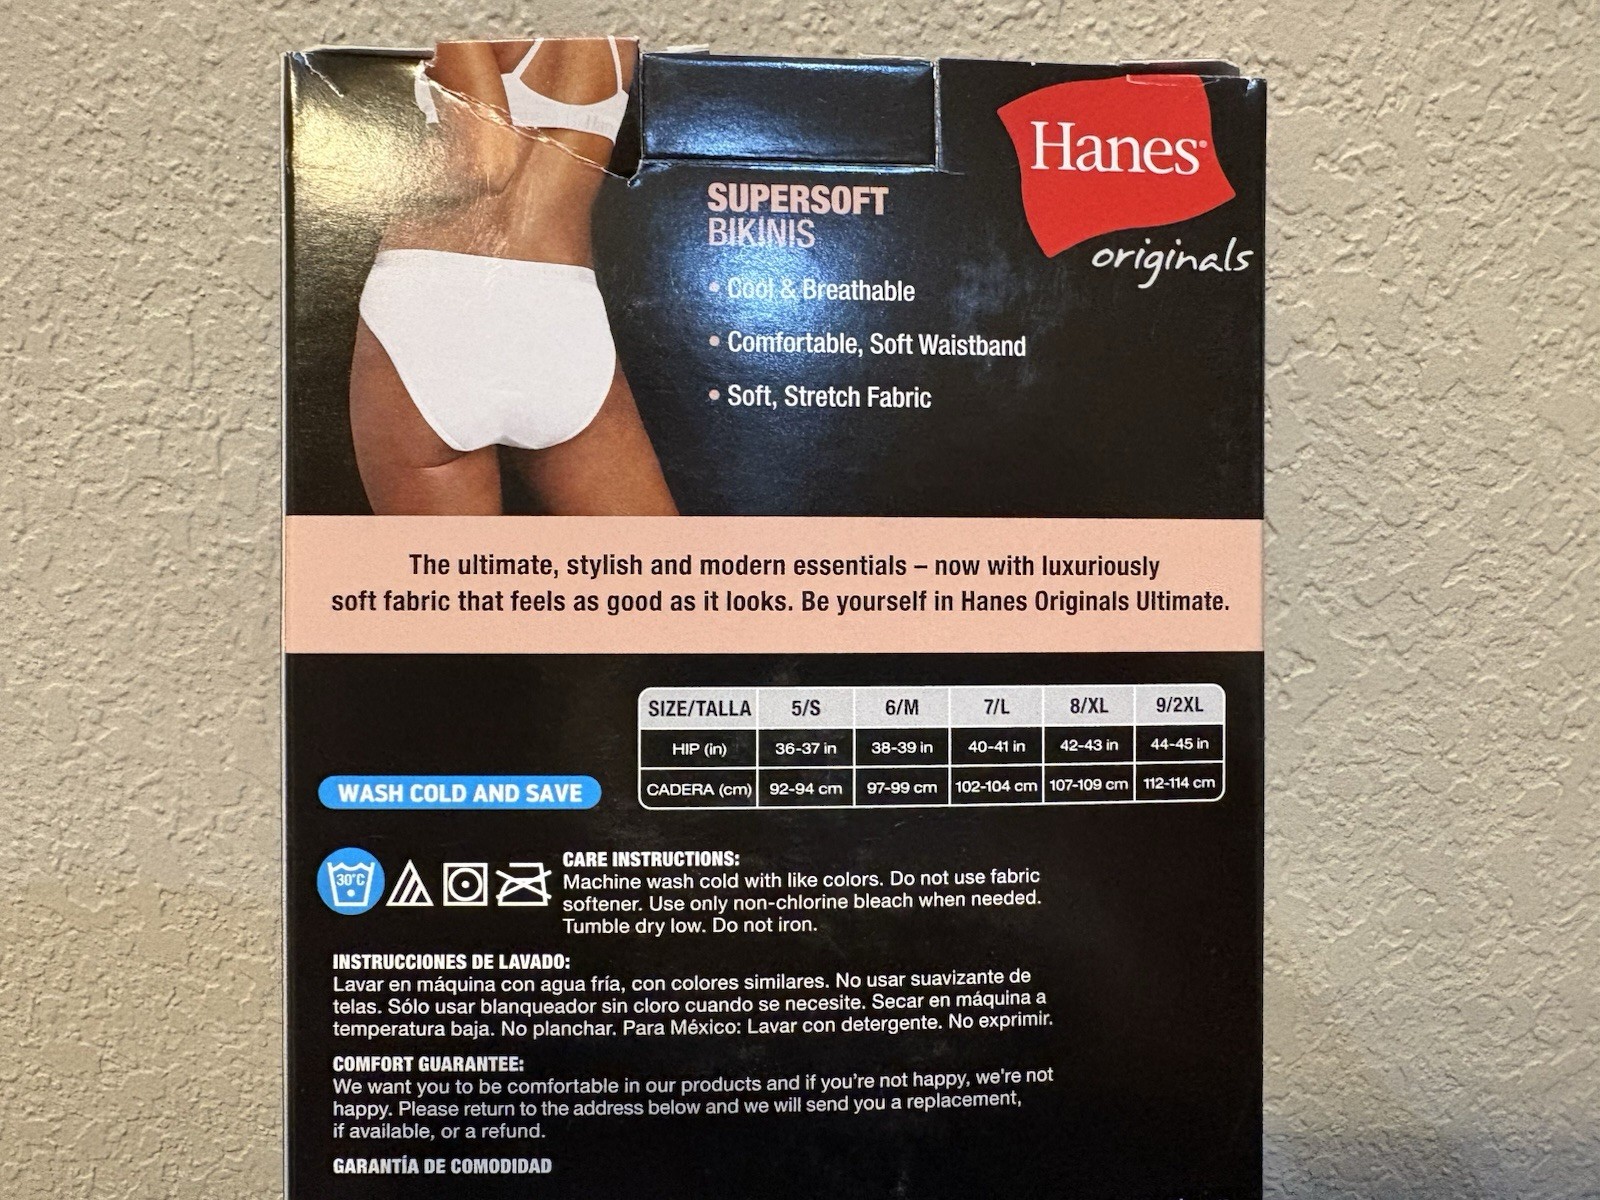 Hanes®
originals
SUPERSOFT
BIKINIS
• Cool & Breathable
• Comfortable, Soft Waistband
• Soft, Stretch Fabric
The ultimate, stylish and modern essentials – now with luxuriously
soft fabric that feels as good as it looks. Be yourself in Hanes Originals Ultimate.
SIZE/TALLA 5/S 6/M 7/L 8/XL 9/2XL
HIP (in) 36-37 in 38-39 in 40-41 in 42-43 in 44-45 in
CADERA (cm) 92-94 cm 97-99 cm 102-104 cm 107-109 cm 112-114 cm
WASH COLD AND SAVE
30°C
CARE INSTRUCTIONS:
Machine wash cold with like colors. Do not use fabric
softener. Use only non-chlorine bleach when needed.
Tumble dry low. Do not iron.
INSTRUCCIONES DE LAVADO:
Lavar en máquina con agua fría, con colores similares. No usar suavizante de
telas. Sólo usar blanqueador sin cloro cuando se necesite. Secar en máquina a
temperatura baja. No planchar. Para México: Lavar con detergente. No exprimir.
COMFORT GUARANTEE:
We want you to be comfortable in our products and if you're not happy, we're not
happy. Please return to the address below and we will send you a replacement,
if available, or a refund.
GARANTÍA DE COMODIDAD